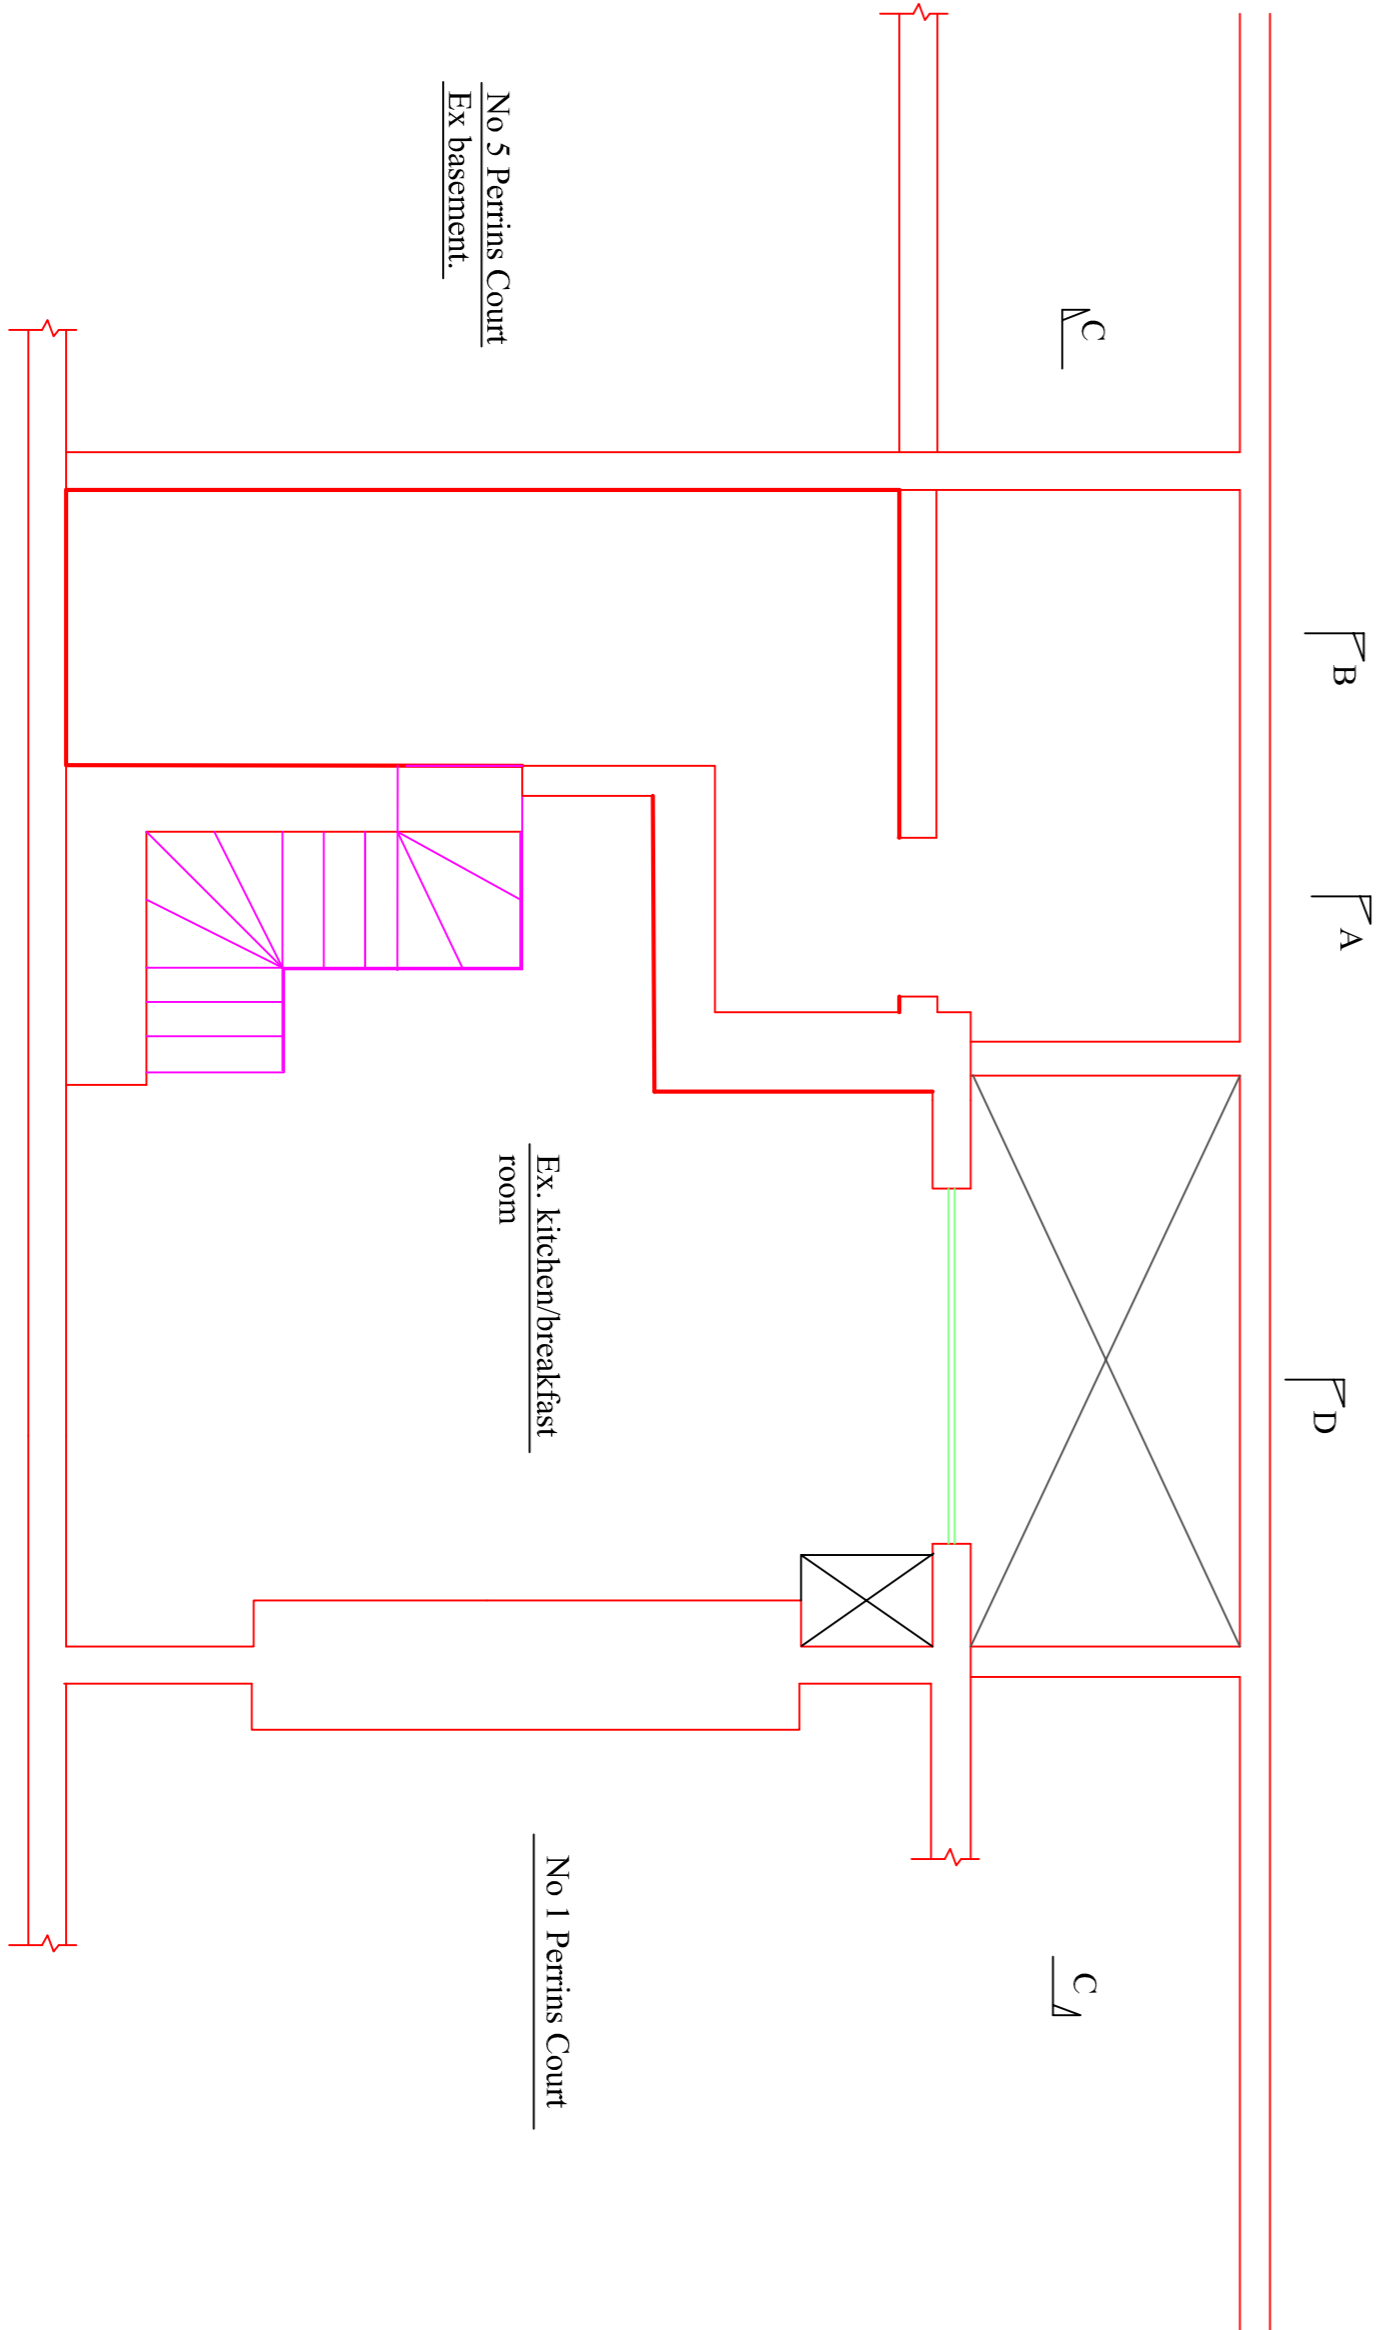 B
A
D
C
C
No 5 Perrins Court
Ex basement.
Ex. kitchen/breakfast
room
No 1 Perrins Court